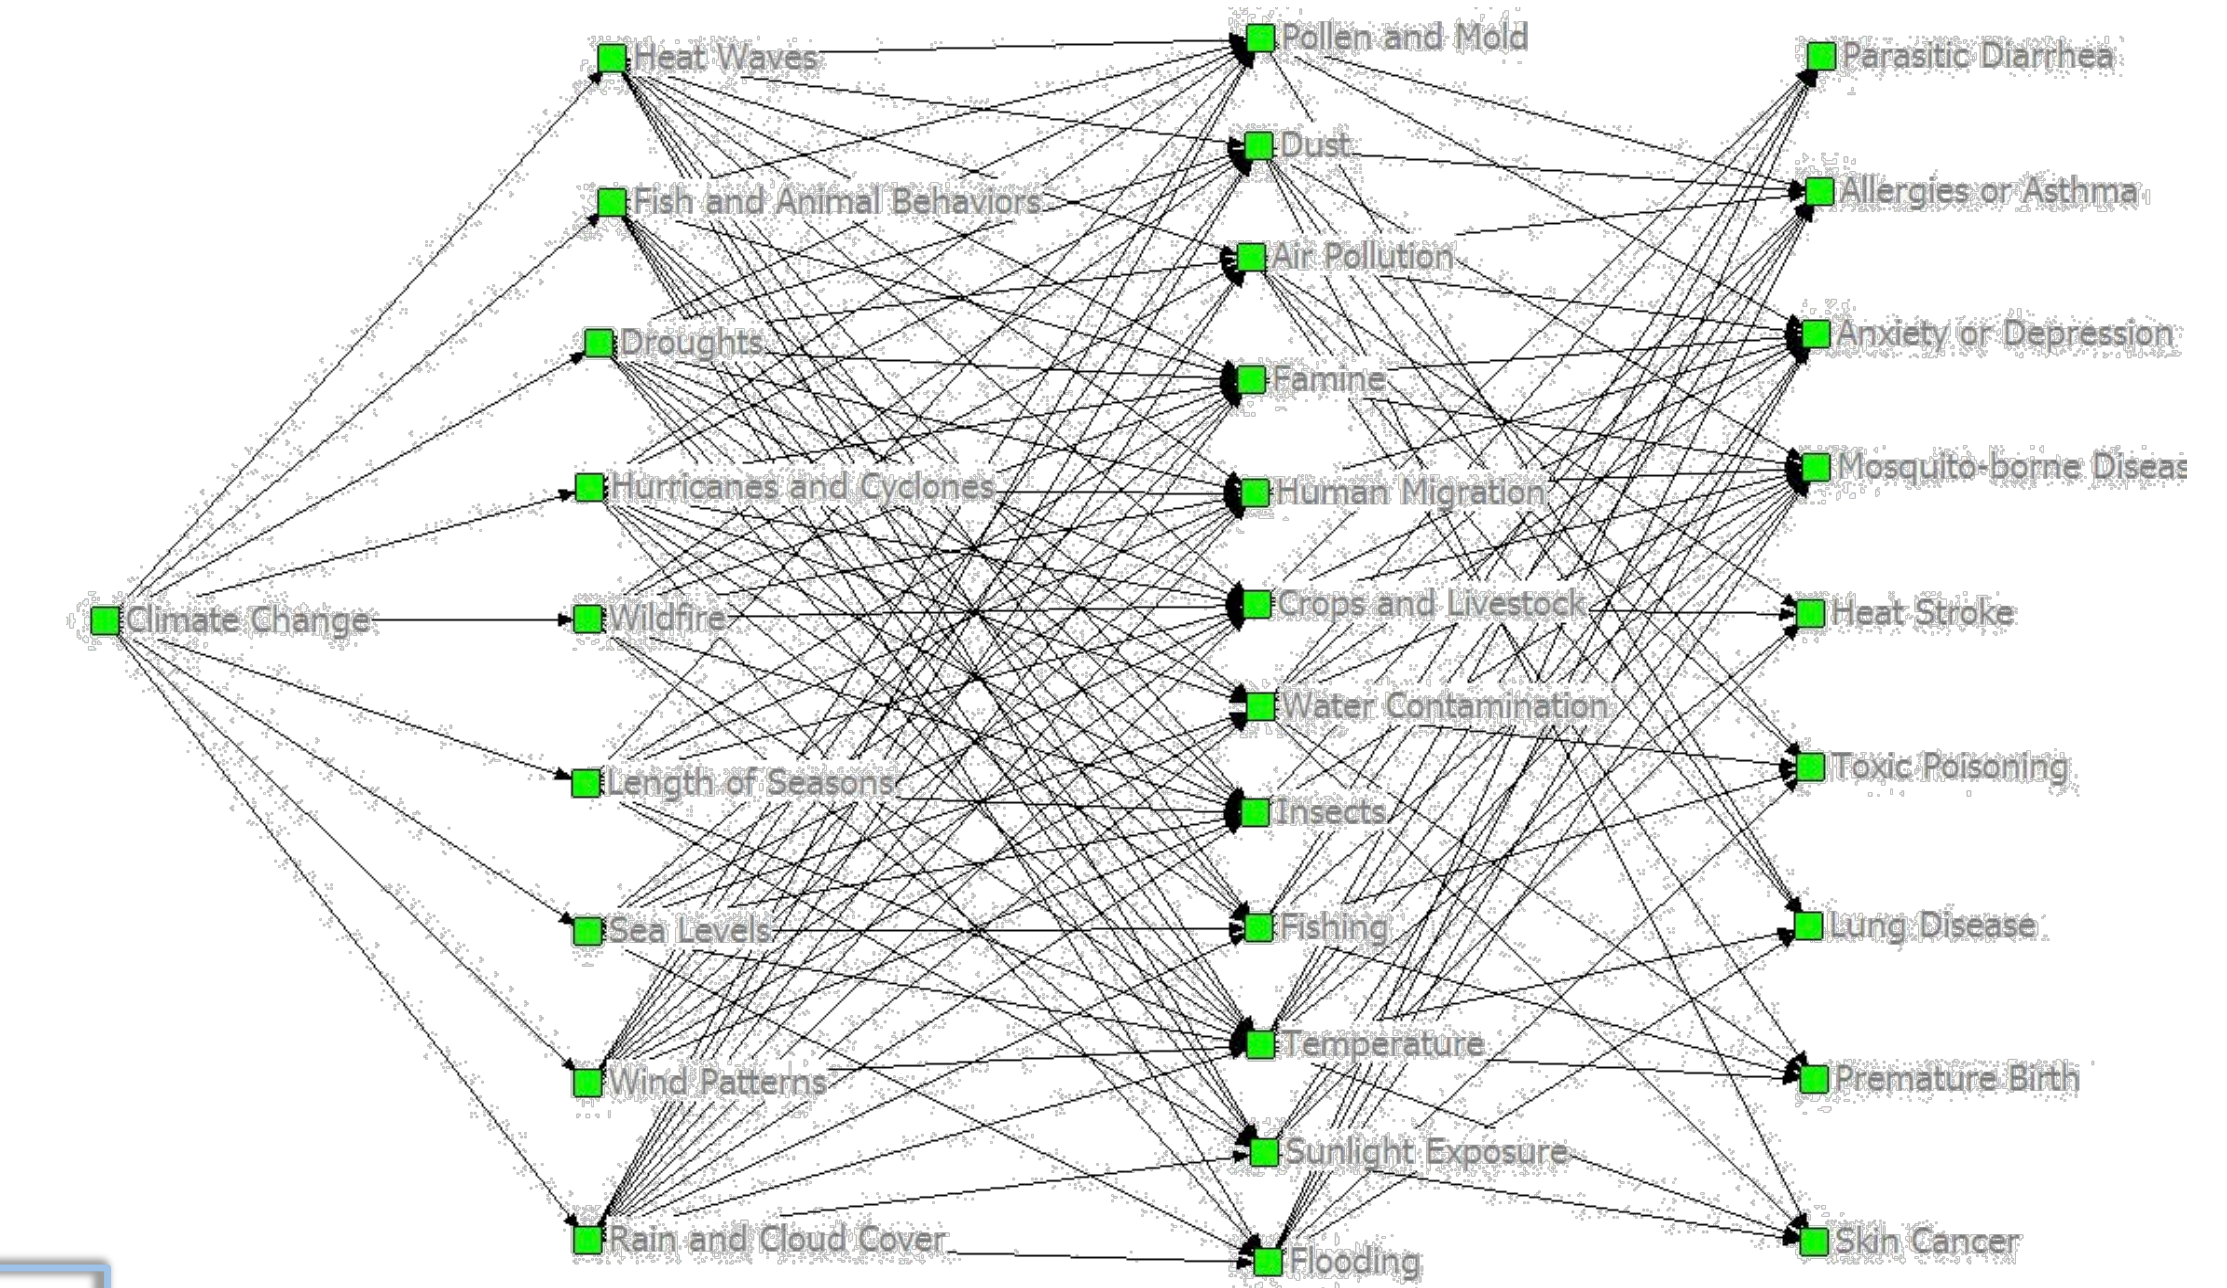 Climate Change
Heat Waves
Fish and Animal Behaviors
Droughts
Hurricanes and Cyclones
Wildfire
Length of Seasons
Sea Levels
Wind Patterns
Rain and Cloud Cover
Pollen and Mold
Dust
Air Pollution
Famine
Human Migration
Crops and Livestock
Water Contamination
Insects
Fishing
Temperature
Sunlight Exposure
Flooding
Parasitic Diarrhea
Allergies or Asthma
Anxiety or Depression
Mosquito-borne Diseas
Heat Stroke
Toxic Poisoning
Lung Disease
Premature Birth
Skin Cancer